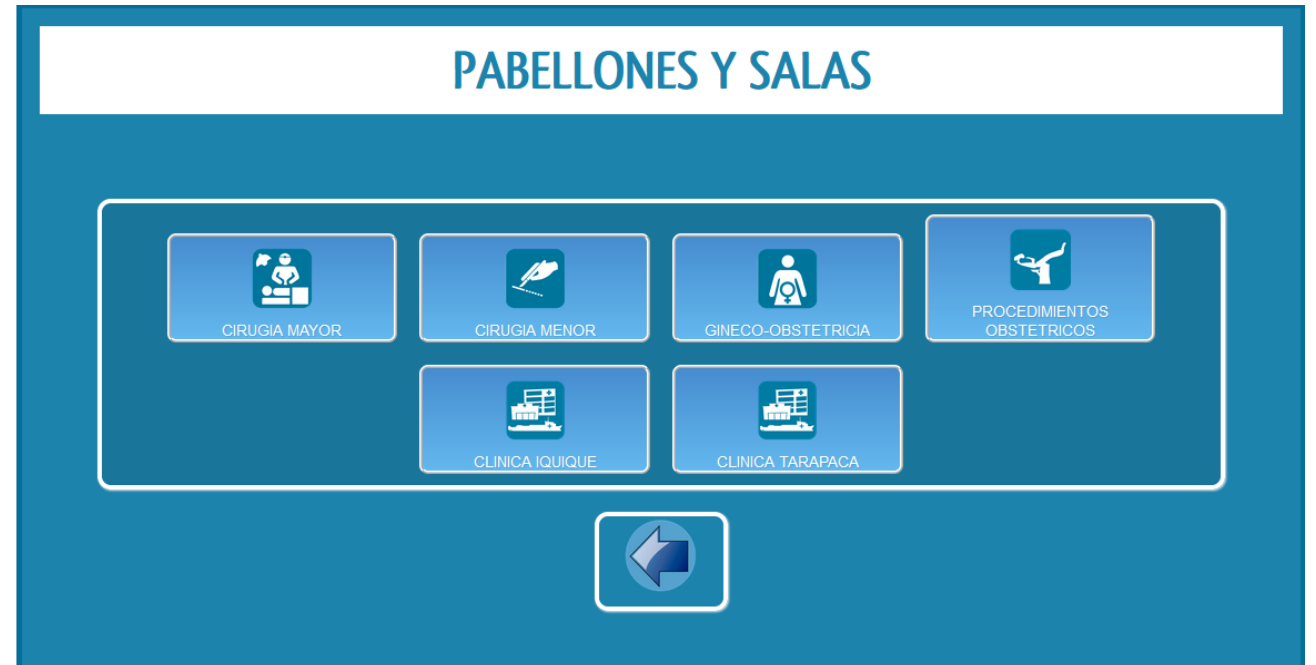 PABELLONES Y SALAS
CIRUGIA MAYOR
CIRUGIA MENOR
GINECO-OBSTETRICIA
PROCEDIMIENTOS
OBSTETRICOS
CLINICA IQUIQUE
CLINICA TARAPACA